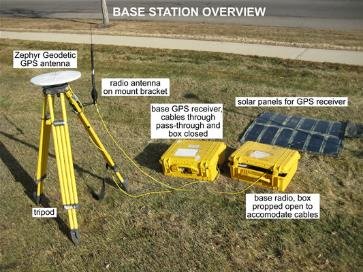 BASE STATION OVERVIEW
Zephyr Geodetic
GPS antenna
radio antenna
on mount bracket
base GPS receiver,
cables through
pass-through and
box closed
solar panels for GPS receiver
tripod
base radio, box
propped open to
accomodate cables